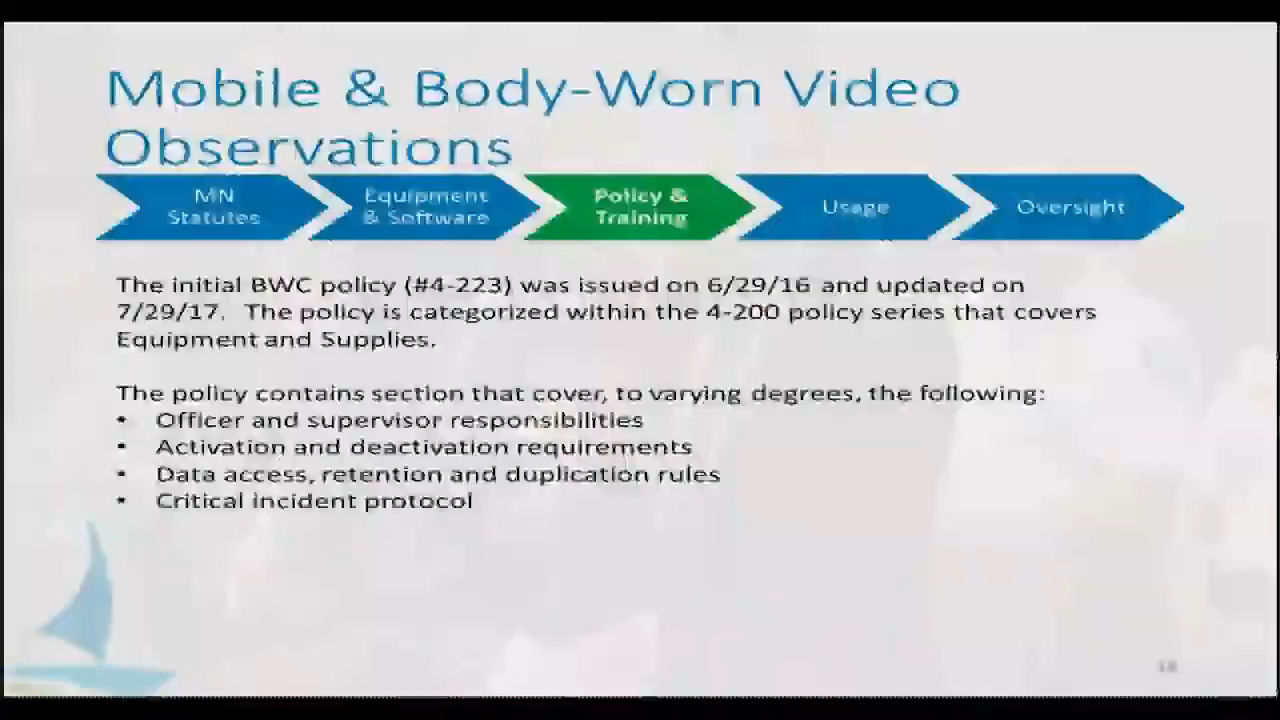 Mobile & Body-Worn Video
Observations
MN
Statutes
Equipment
& Software
Policy &
Training
Usage
Oversight
The initial BWC policy (#4-223) was issued on 6/29/16 and updated on
7/29/17. The policy is categorized within the 4-200 policy series that covers
Equipment and Supplies.
The policy contains section that cover, to varying degrees, the following:
• Officer and supervisor responsibilities
• Activation and deactivation requirements
• Data access, retention and duplication rules
• Critical incident protocol